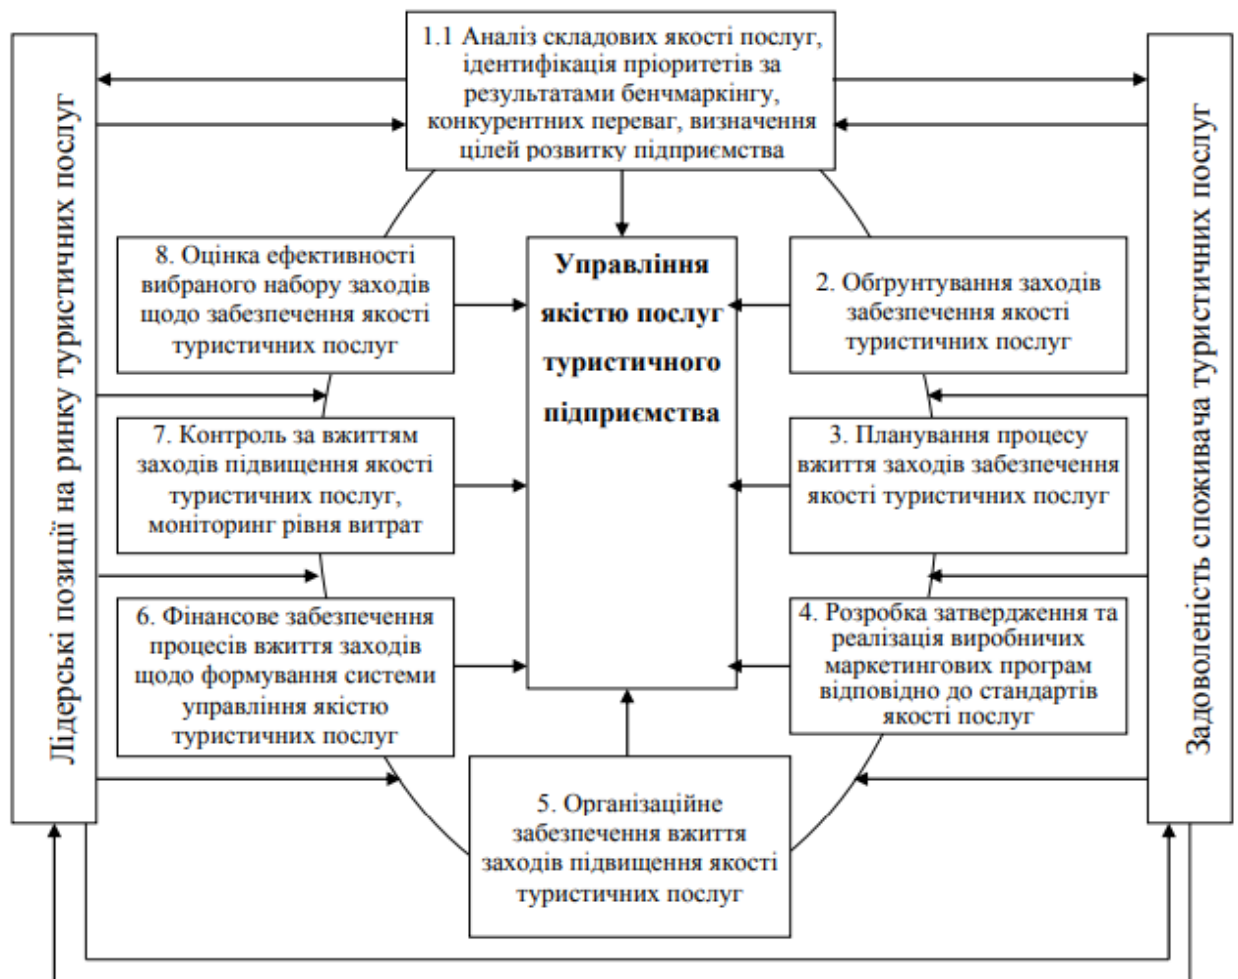 1.1 Аналіз складових якості послуг,
ідентифікація пріоритетів за
результатами бенчмаркінгу,
конкурентних переваг, визначення
цілей розвитку підприємства
Лідерські позиції на ринку туристичних послуг
Задоволеність споживача туристичних послуг
8. Оцінка ефективності
вибраного набору заходів
щодо забезпечення якості
туристичних послуг
Управління
якістю послуг
туристичного
підприємства
2. Обґрунтування заходів
забезпечення якості
туристичних послуг
7. Контроль за вжиттям
заходів підвищення якості
туристичних послуг,
моніторинг рівня витрат
3. Планування процесу
вжиття заходів забезпечення
якості туристичних послуг
6. Фінансове забезпечення
процесів вжиття заходів
щодо формування системи
управління якістю
туристичних послуг
4. Розробка затвердження та
реалізація виробничих
маркетингових програм
відповідно до стандартів
якості послуг
5. Організаційне
забезпечення вжиття
заходів підвищення якості
туристичних послуг